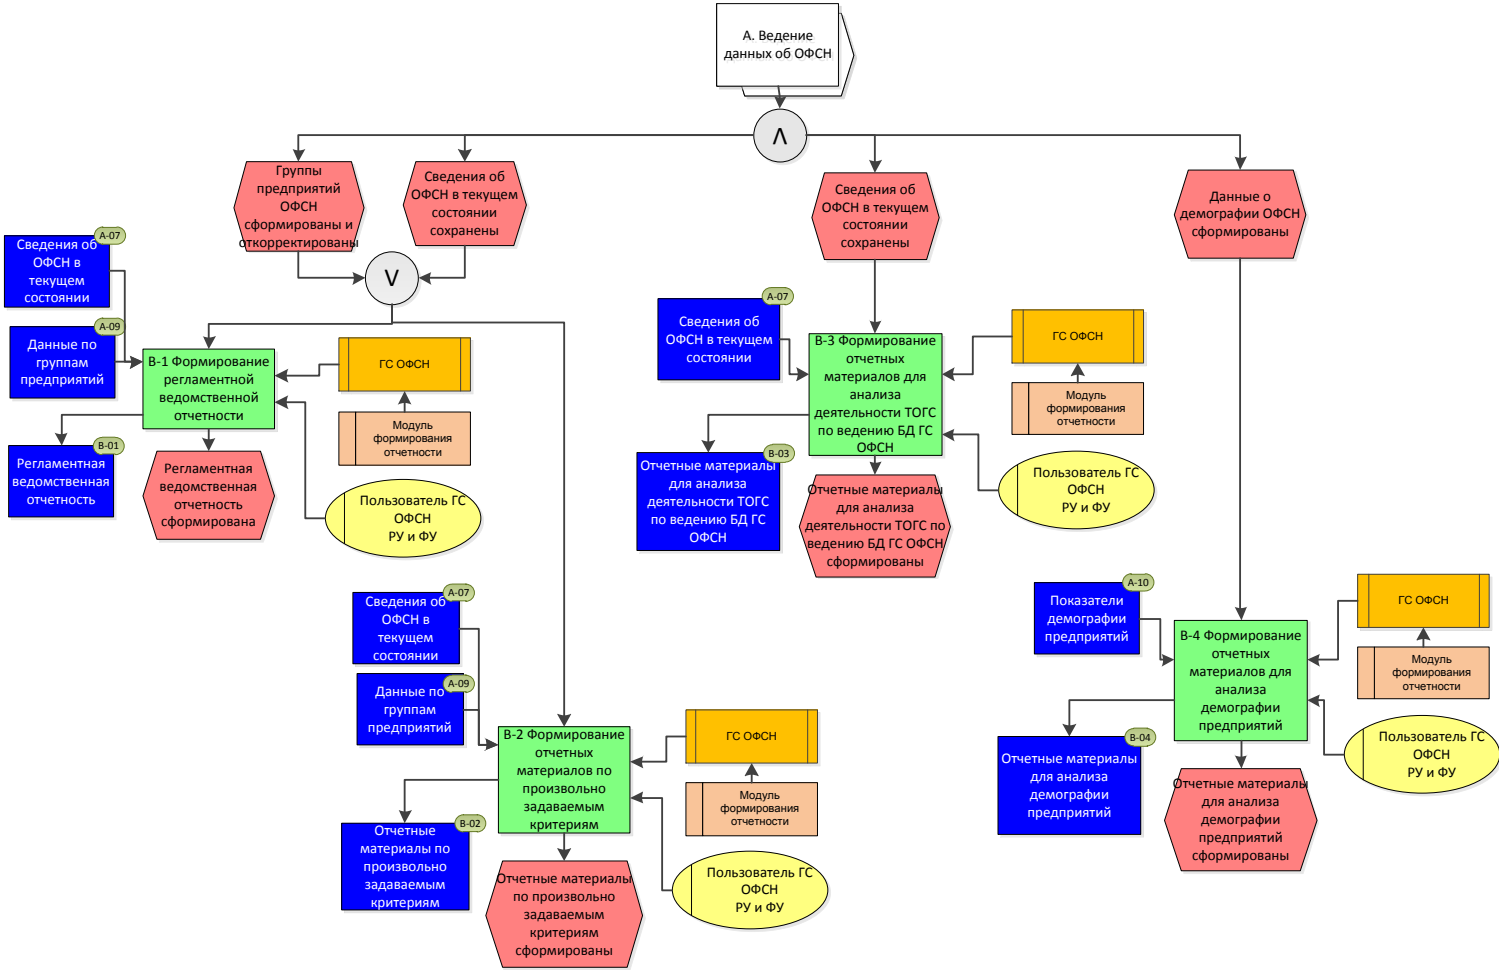 А. Ведение
данных об ОФСН
Λ
Группы
предприятий
ОФСН
сформированы и
откорректированы
Сведения об
ОФСН в текущем
состоянии
сохранены
Сведения об
ОФСН в текущем
состоянии
сохранены
Данные о
демографии ОФСН
сформированы
V
А-07
Сведения об
ОФСН в
текущем
состоянии
А-09
Данные по
группам
предприятий
В-1 Формирование
регламентной
ведомственной
отчетности
ГС ОФСН
Модуль
формирования
отчетности
В-01
Регламентная
ведомственная
отчетность
Регламентная
ведомственная
отчетность
сформирована
Пользователь ГС
ОФСН
РУ и ФУ
А-07
Сведения об
ОФСН в текущем
состоянии
В-3 Формирование
отчетных
материалов для
анализа
деятельности ТОГС
по ведению БД ГС
ОФСН
ГС ОФСН
Модуль
формирования
отчетности
В-03
Отчетные материалы
для анализа
деятельности ТОГС
по ведению БД ГС
ОФСН
Отчетные материалы
для анализа
деятельности ТОГС по
ведению БД ГС ОФСН
сформированы
Пользователь ГС
ОФСН
РУ и ФУ
А-07
Сведения об
ОФСН в
текущем
состоянии
А-09
Данные по
группам
предприятий
В-2 Формирование
отчетных
материалов по
произвольно
задаваемым
критериям
ГС ОФСН
Модуль
формирования
отчетности
В-02
Отчетные
материалы по
произвольно
задаваемым
критериям
Отчетные материалы
по произвольно
задаваемым
критериям
сформированы
Пользователь ГС
ОФСН
РУ и ФУ
А-10
Показатели
демографии
предприятий
В-4 Формирование
отчетных
материалов для
анализа
демографии
предприятий
ГС ОФСН
Модуль
формирования
отчетности
В-04
Отчетные материалы
для анализа
демографии
предприятий
Отчетные материалы
для анализа
демографии
предприятий
сформированы
Пользователь ГС
ОФСН
РУ и ФУ